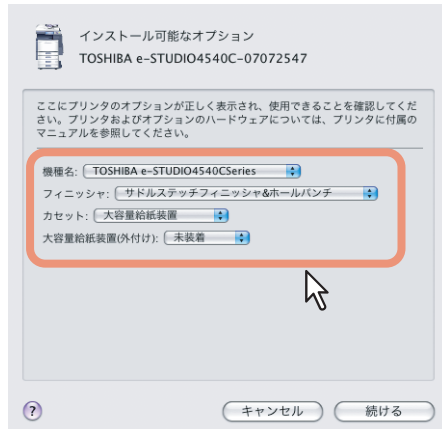 インストール可能なオプション
TOSHIBA e-STUDIO4540C-07072547
ここにプリンタのオプションが正しく表示され、使用できることを確認してくだ
さい。プリンタおよびオプションのハードウェアについては、プリンタに付属の
マニュアルを参照してください。
機種名: TOSHIBA e-STUDIO4540CSeries
フィニッシャ: サドルステッチフィニッシャ&ホールパンチ
カセット: 大容量給紙装置
大容量給紙装置(外付け): 未装着
? キャンセル 続ける